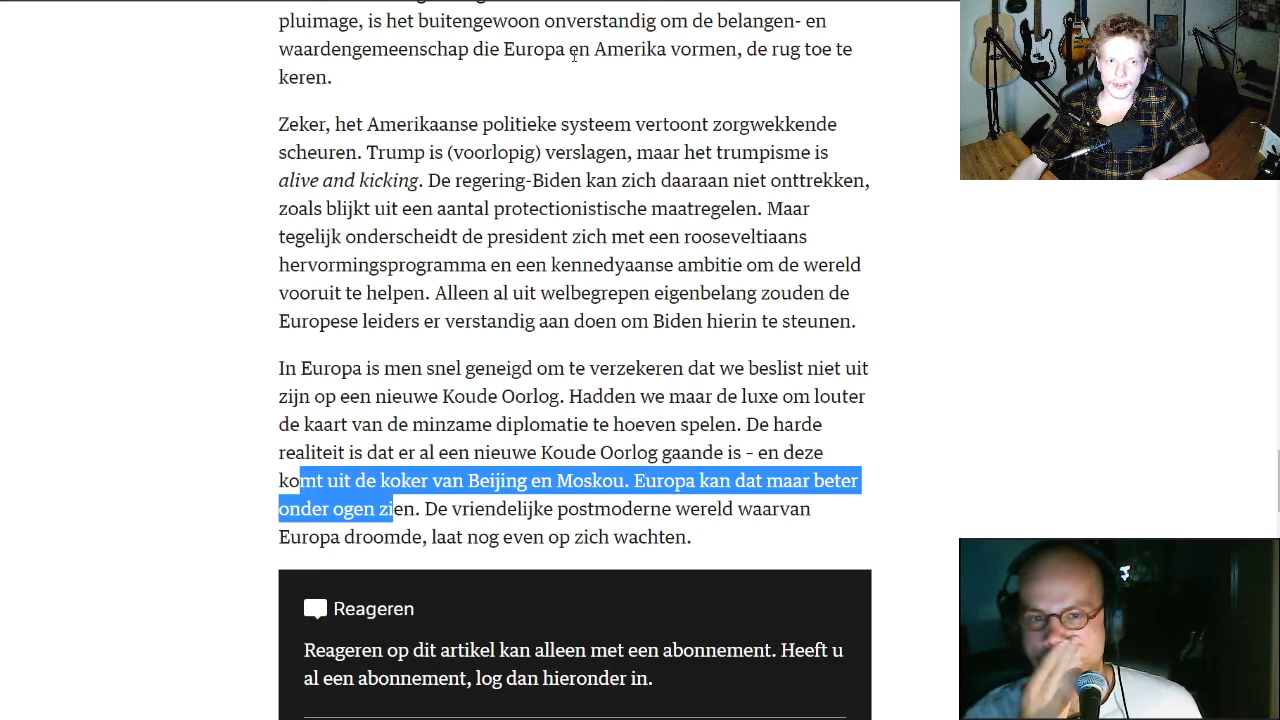 pluimage, is het buitengewoon onverstandig om de belangen- en
waardengemeenschap die Europa en Amerika vormen, de rug toe te
keren.
Zeker, het Amerikaanse politieke systeem vertoont zorgwekkende
scheuren. Trump is (voorlopig) verslagen, maar het trumpisme is
alive and kicking. De regering-Biden kan zich daaraan niet onttrekken,
zoals blijkt uit een aantal protectionistische maatregelen. Maar
tegelijk onderscheidt de president zich met een rooseveltiaans
hervormingsprogramma en een kennedyaanse ambitie om de wereld
vooruit te helpen. Alleen al uit welbegrepen eigenbelang zouden de
Europese leiders er verstandig aan doen om Biden hierin te steunen.
In Europa is men snel geneigd om te verzekeren dat we beslist niet uit
zijn op een nieuwe Koude Oorlog. Hadden we maar de luxe om louter
de kaart van de minzame diplomatie te hoeven spelen. De harde
realiteit is dat er al een nieuwe Koude Oorlog gaande is – en deze
komt uit de koker van Beijing en Moskou. Europa kan dat maar beter
onder ogen zien. De vriendelijke postmoderne wereld waarvan
Europa droomde, laat nog even op zich wachten.
Reageren
Reageren op dit artikel kan alleen met een abonnement. Heeft u
al een abonnement, log dan hieronder in.